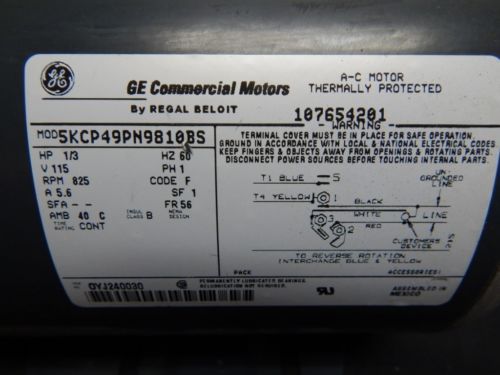 GE
GE Commercial Motors
By REGAL BELOIT
A-C MOTOR
THERMALLY PROTECTED
107654201
MOD 5KCP49PN9810BS
HP 1/3 HZ 60
V 115 PH 1
RPM 825 CODE F
A 5.6 SF 1
SFA -- FR 56
AMB 40 C INSUL CLASS B NEMA DESIGN
TIME RATING CONT
WARNING
TERMINAL COVER MUST BE IN PLACE FOR SAFE OPERATION.
GROUND IN ACCORDANCE WITH LOCAL & NATIONAL ELECTRICAL CODES
KEEP FINGERS & OBJECTS AWAY FROM OPENINGS & ROTATING PARTS.
DISCONNECT POWER BEFORE TOUCHING INTERNAL PARTS.
T1 BLUE 5
UN-GROUNDED LINE
T4 YELLOW 1 BLACK
WHITE LINE
2 RED
CUSTOMERS DEVICE
TO REVERSE ROTATION
INTERCHANGE BLUE & YELLOW
PACK ACCESSORIES:
QYJ240030
PERMANENTLY LUBRICATED BEARINGS.
RELUBRICATION NOT REQUIRED.
ASSEMBLED IN
MEXICO